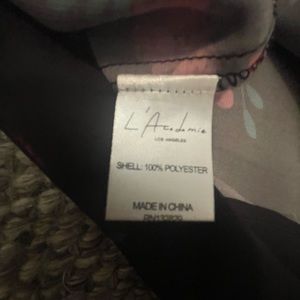 L'Academie
LOS ANGELES
SHELL: 100% POLYESTER
MADE IN CHINA